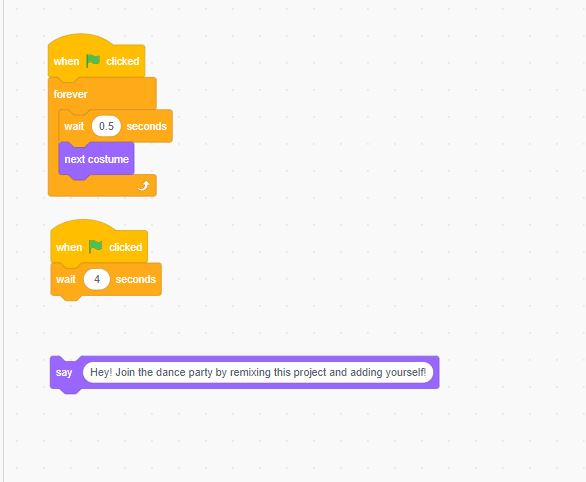 when clicked
forever
wait 0.5 seconds
next costume
when clicked
wait 4 seconds
say Hey! Join the dance party by remixing this project and adding yourself!